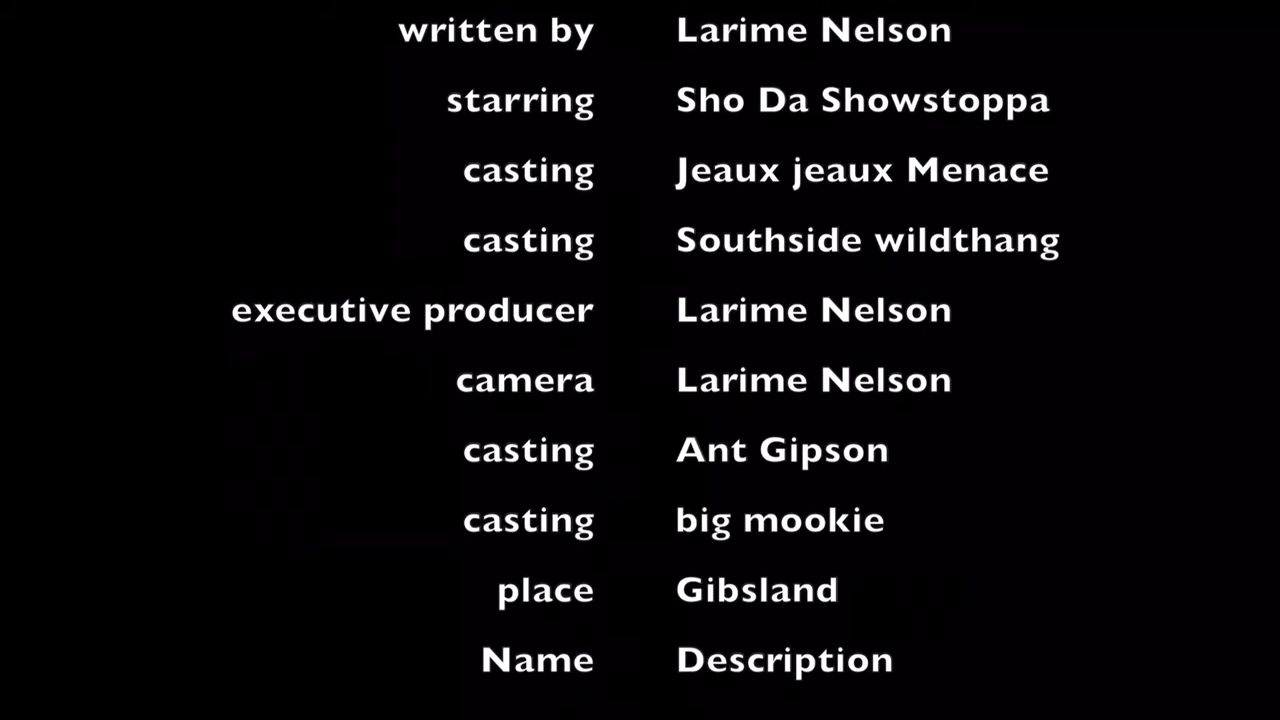 written by Larime Nelson
starring Sho Da Showstoppa
casting Jeaux jeaux Menace
casting Southside wildthang
executive producer Larime Nelson
camera Larime Nelson
casting Ant Gipson
casting big mookie
place Gibsland
Name Description